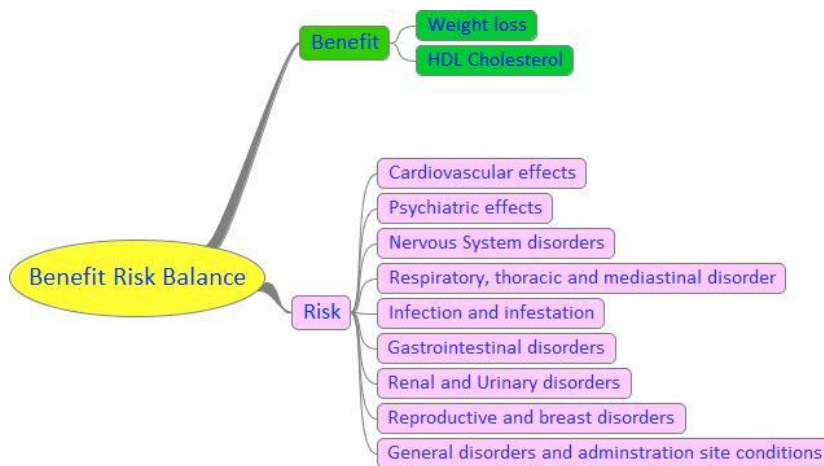 Benefit Risk Balance
Benefit
Weight loss
HDL Cholesterol
Risk
Cardiovascular effects
Psychiatric effects
Nervous System disorders
Respiratory, thoracic and mediastinal disorder
Infection and infestation
Gastrointestinal disorders
Renal and Urinary disorders
Reproductive and breast disorders
General disorders and adminstration site conditions